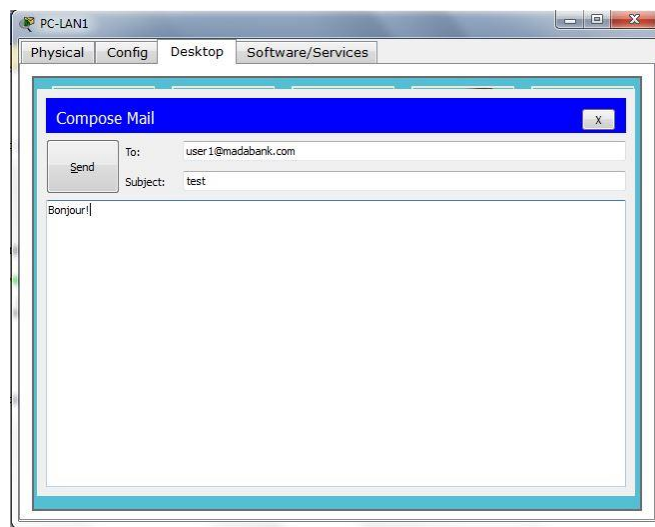 PC-LAN1
X
Physical Config Desktop Software/Services
Compose Mail
X
Send
To: user1@madabank.com
Subject: test
Bonjour!